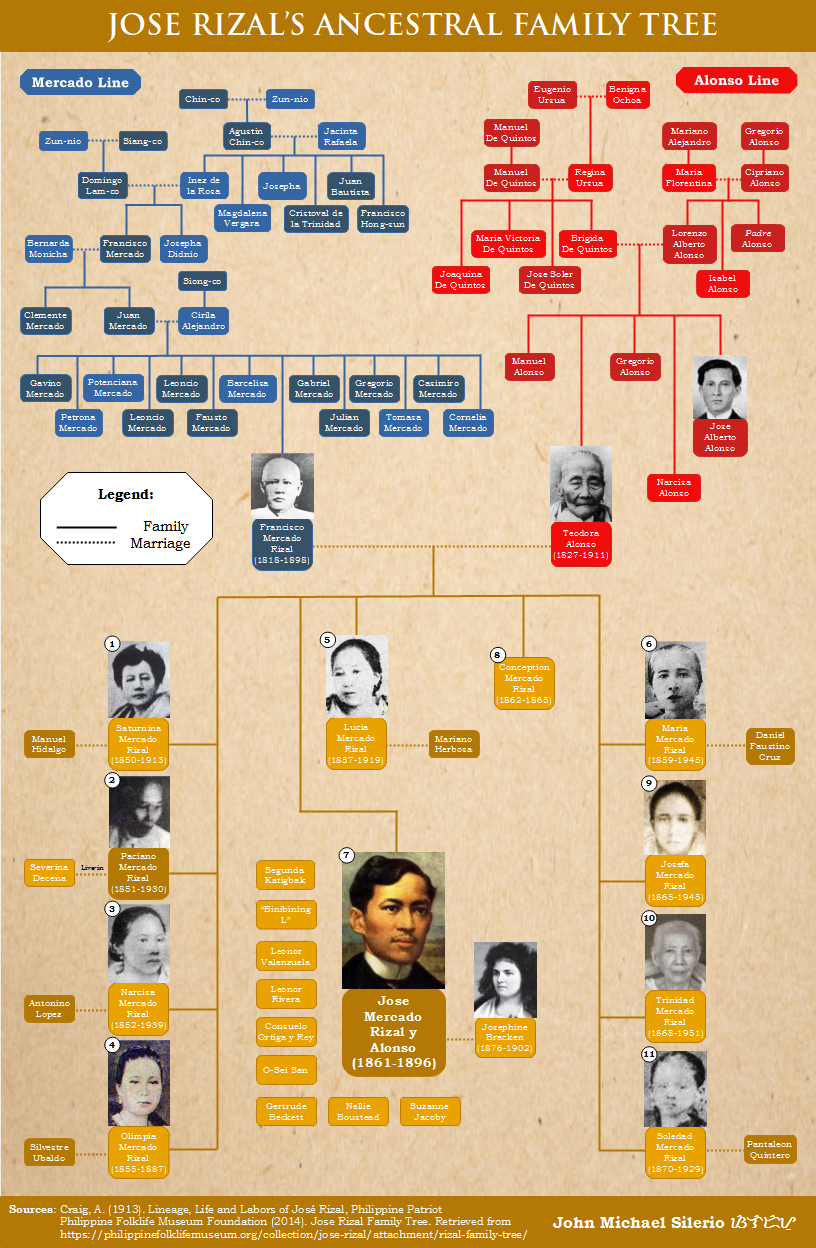 JOSE RIZAL'S ANCESTRAL FAMILY TREE
Mercado Line
Alonso Line
Chin-co
Zun-nio
Zun-nio
Siang-co
Agustin
Chin-co
Jacinta
Rafaela
Domingo
Lam-co
Inez de
la Rosa
Josepha
Juan
Bautista
Magdalena
Vergara
Cristoval de
la Trinidad
Francisco
Hong-sun
Bernarda
Monicha
Francisco
Mercado
Josepha
Didnio
Siong-co
Clemente
Mercado
Juan
Mercado
Cirila
Alejandro
Gavino
Mercado
Potenciana
Mercado
Leoncio
Mercado
Barcelisa
Mercado
Gabriel
Mercado
Gregorio
Mercado
Casimiro
Mercado
Petrona
Mercado
Leoncio
Mercado
Fausto
Mercado
Julian
Mercado
Tomasa
Mercado
Cornelia
Mercado
Eugenio
Ursua
Benigna
Ochoa
Manuel
De Quintos
Mariano
Alejandro
Gregorio
Alonso
Manuel
De Quintos
Regina
Ursua
Maria
Florentina
Cipriano
Alonso
Maria Victoria
De Quintos
Brigida
De Quintos
Lorenzo
Alberto
Alonso
Padre
Alonso
Joaquina
De Quintos
Jose Soler
De Quintos
Isabel
Alonso
Manuel
Alonso
Gregorio
Alonso
Jose
Alberto
Alonso
Narcisa
Alonso
Legend:
Family
Marriage
Francisco
Mercado
Rizal
(1818-1898)
Teodora
Alonso
(1827-1911)
1
Saturnina
Mercado
Rizal
(1850-1913)
Manuel
Hidalgo
2
Paciano
Mercado
Rizal
(1851-1930)
Severina
Decena
Live-in
3
Narcisa
Mercado
Rizal
(1852-1939)
Antonino
Lopez
4
Olimpia
Mercado
Rizal
(1855-1887)
Silvestre
Ubaldo
5
Lucia
Mercado
Rizal
(1857-1919)
Mariano
Herbosa
8
Conception
Mercado
Rizal
(1862-1865)
6
Maria
Mercado
Rizal
(1859-1945)
Daniel
Faustino
Cruz
9
Josefa
Mercado
Rizal
(1865-1945)
10
Trinidad
Mercado
Rizal
(1868-1951)
11
Soledad
Mercado
Rizal
(1870-1929)
Pantaleon
Quintero
7
Jose
Mercado
Rizal y
Alonso
(1861-1896)
Josephine
Bracken
(1876-1902)
Segunda
Katigbak
"Binibining
L"
Leonor
Valenzuela
Leonor
Rivera
Consuelo
Ortiga y Rey
O-Sei San
Gertrude
Beckett
Nellie
Boustead
Suzanne
Jacoby
Sources: Craig, A. (1913). Lineage, Life and Labors of José Rizal, Philippine Patriot
Philippine Folklife Museum Foundation (2014). Jose Rizal Family Tree. Retrieved from
https://philippinefolklifemuseum.org/collection/jose-rizal/attachment/rizal-family-tree/
John Michael Silerio